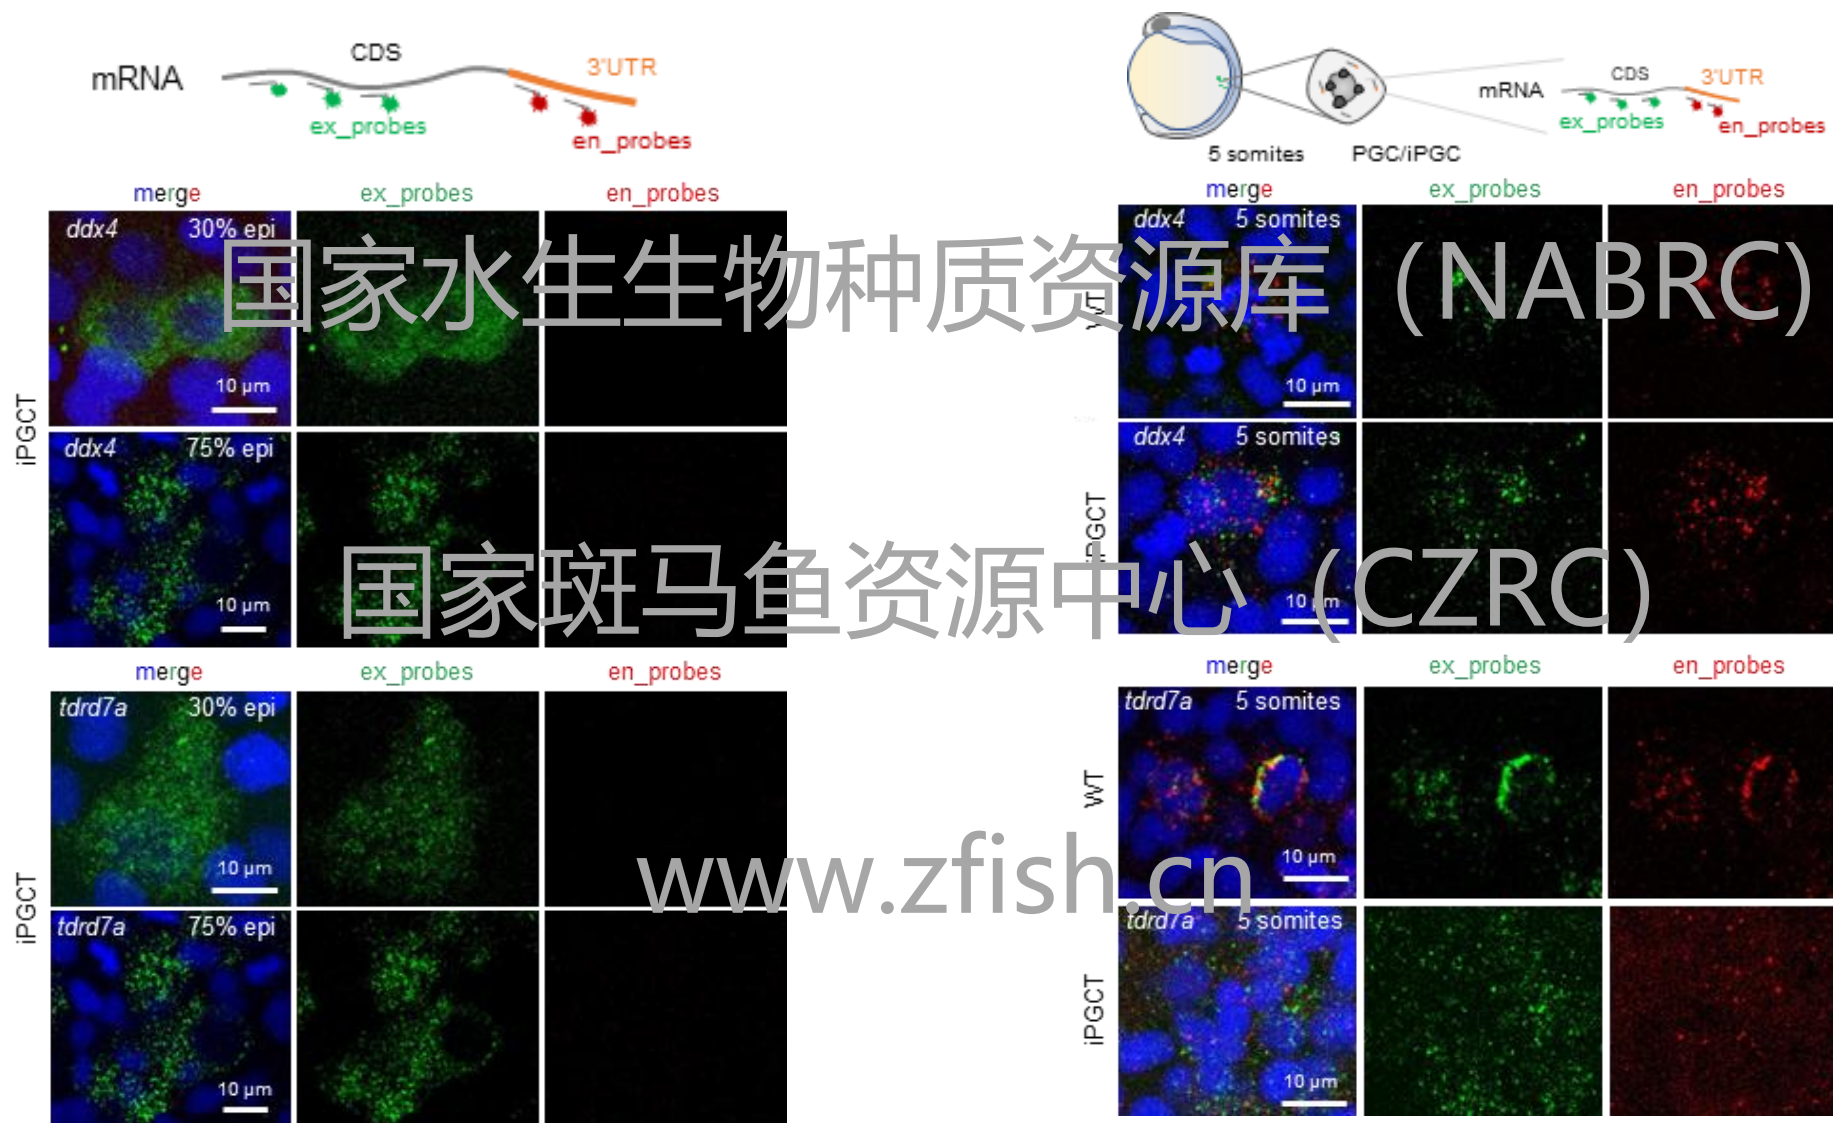 mRNA
CDS
3'UTR
ex_probes
en_probes
merge
ex_probes
en_probes
iPGCT
ddx4
30% epi
10 µm
ddx4
75% epi
10 µm
merge
ex_probes
en_probes
iPGCT
tdrd7a
30% epi
10 µm
tdrd7a
75% epi
10 µm
5 somites
PGC/iPGC
mRNA
CDS
3'UTR
ex_probes
en_probes
merge
ex_probes
en_probes
WT
ddx4
5 somites
10 µm
iPGCT
ddx4
5 somites
10 µm
merge
ex_probes
en_probes
WT
tdrd7a
5 somites
10 µm
iPGCT
tdrd7a
5 somites
10 µm
国家水生生物种质资源库（NABRC）
国家斑马鱼资源中心（CZRC）
www.zfish.cn